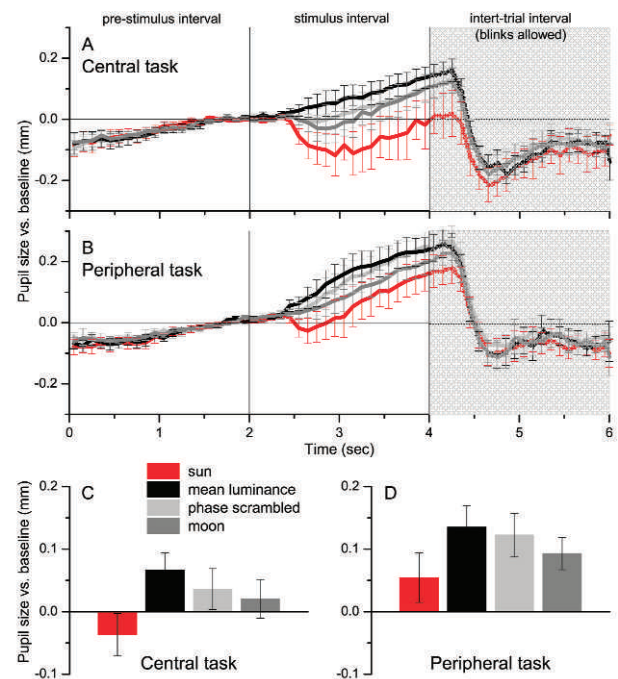 pre-stimulus interval stimulus interval intert-trial interval
(blinks allowed)
A
Central task
0.2
0.0
-0.2
B
Peripheral task
0.2
0.0
-0.2
Pupil size vs. baseline (mm)
0 1 2 3 4 5 6
Time (sec)
sun
mean luminance
phase scrambled
moon
C
0.2
0.1
0.0
-0.1
Pupil size vs. baseline (mm)
Central task
D
0.2
0.1
0.0
-0.1
Peripheral task